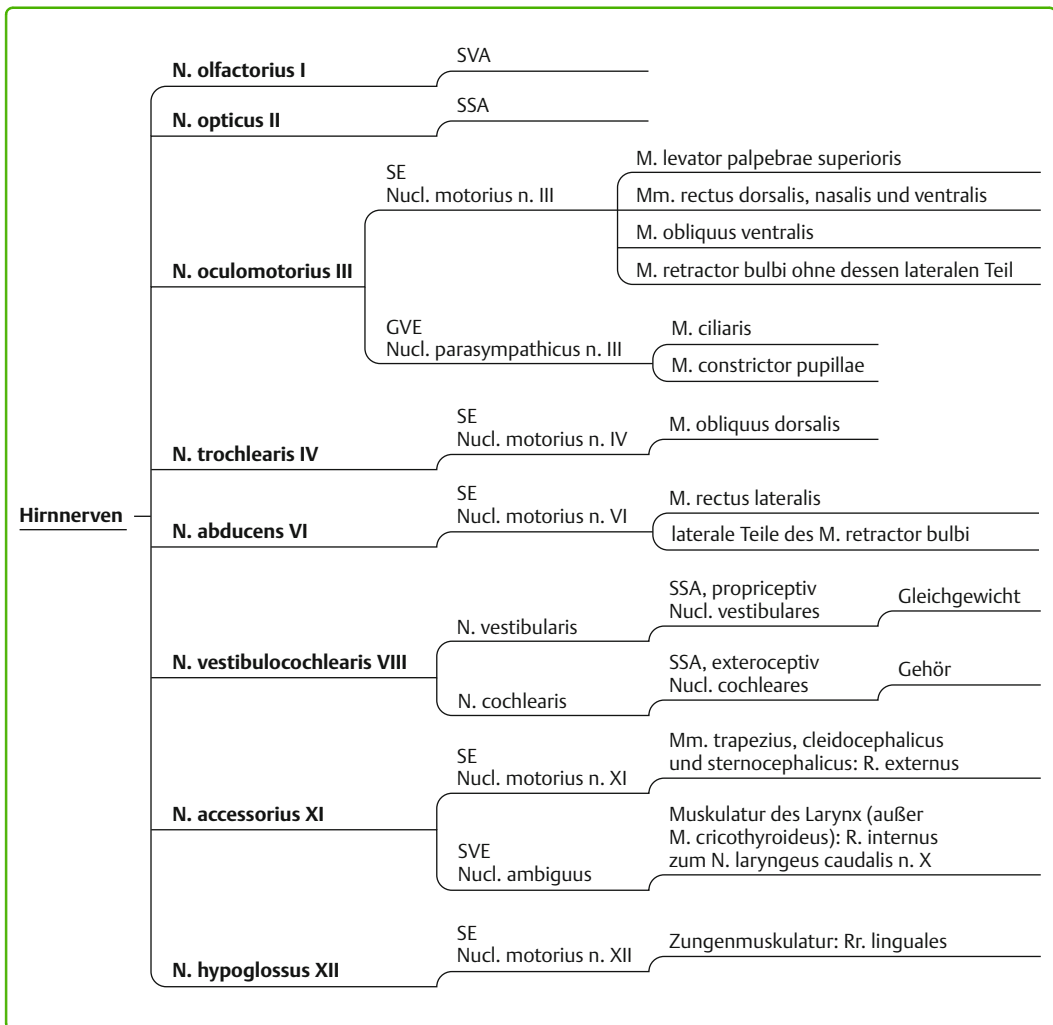 Hirnnerven
N. olfactorius I
SVA
N. opticus II
SSA
N. oculomotorius III
SE
Nucl. motorius n. III
M. levator palpebrae superioris
Mm. rectus dorsalis, nasalis und ventralis
M. obliquus ventralis
M. retractor bulbi ohne dessen lateralen Teil
GVE
Nucl. parasympathicus n. III
M. ciliaris
M. constrictor pupillae
N. trochlearis IV
SE
Nucl. motorius n. IV
M. obliquus dorsalis
N. abducens VI
SE
Nucl. motorius n. VI
M. rectus lateralis
laterale Teile des M. retractor bulbi
N. vestibulocochlearis VIII
N. vestibularis
SSA, propriceptiv
Nucl. vestibulares
Gleichgewicht
N. cochlearis
SSA, exteroceptiv
Nucl. cochleares
Gehör
N. accessorius XI
SE
Nucl. motorius n. XI
Mm. trapezius, cleidocephalicus
und sternocephalicus: R. externus
SVE
Nucl. ambiguus
Muskulatur des Larynx (außer
M. cricothyroideus): R. internus
zum N. laryngeus caudalis n. X
N. hypoglossus XII
SE
Nucl. motorius n. XII
Zungenmuskulatur: Rr. linguales